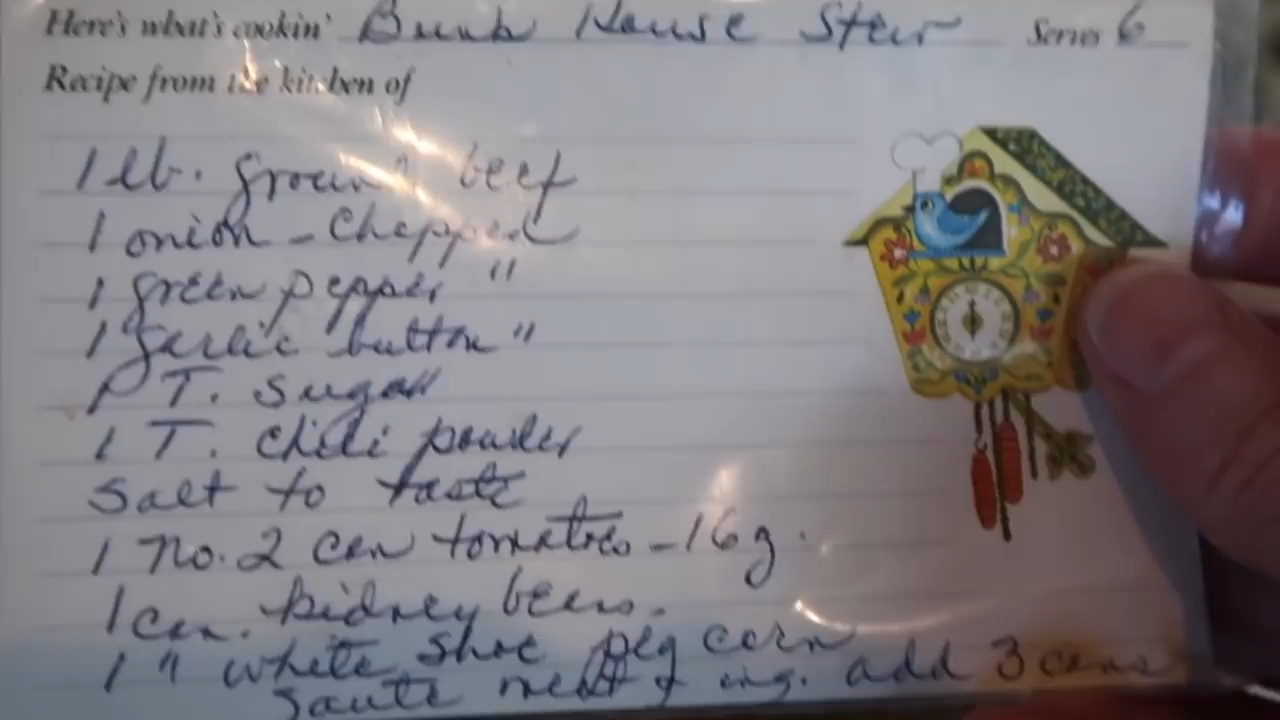 Here's what's cookin' Bunk House Stew Series 6
Recipe from the kitchen of
1 lb. ground beef
1 onion - Chopped
1 green pepper "
1 garlic button "
1 T. sugar
1 T. chili powder
Salt to taste
1 no. 2 can tomatoes - 16 z.
1 can. kidney beans.
1 " white shoe peg corn
Saute meat & ing. add 3 cans